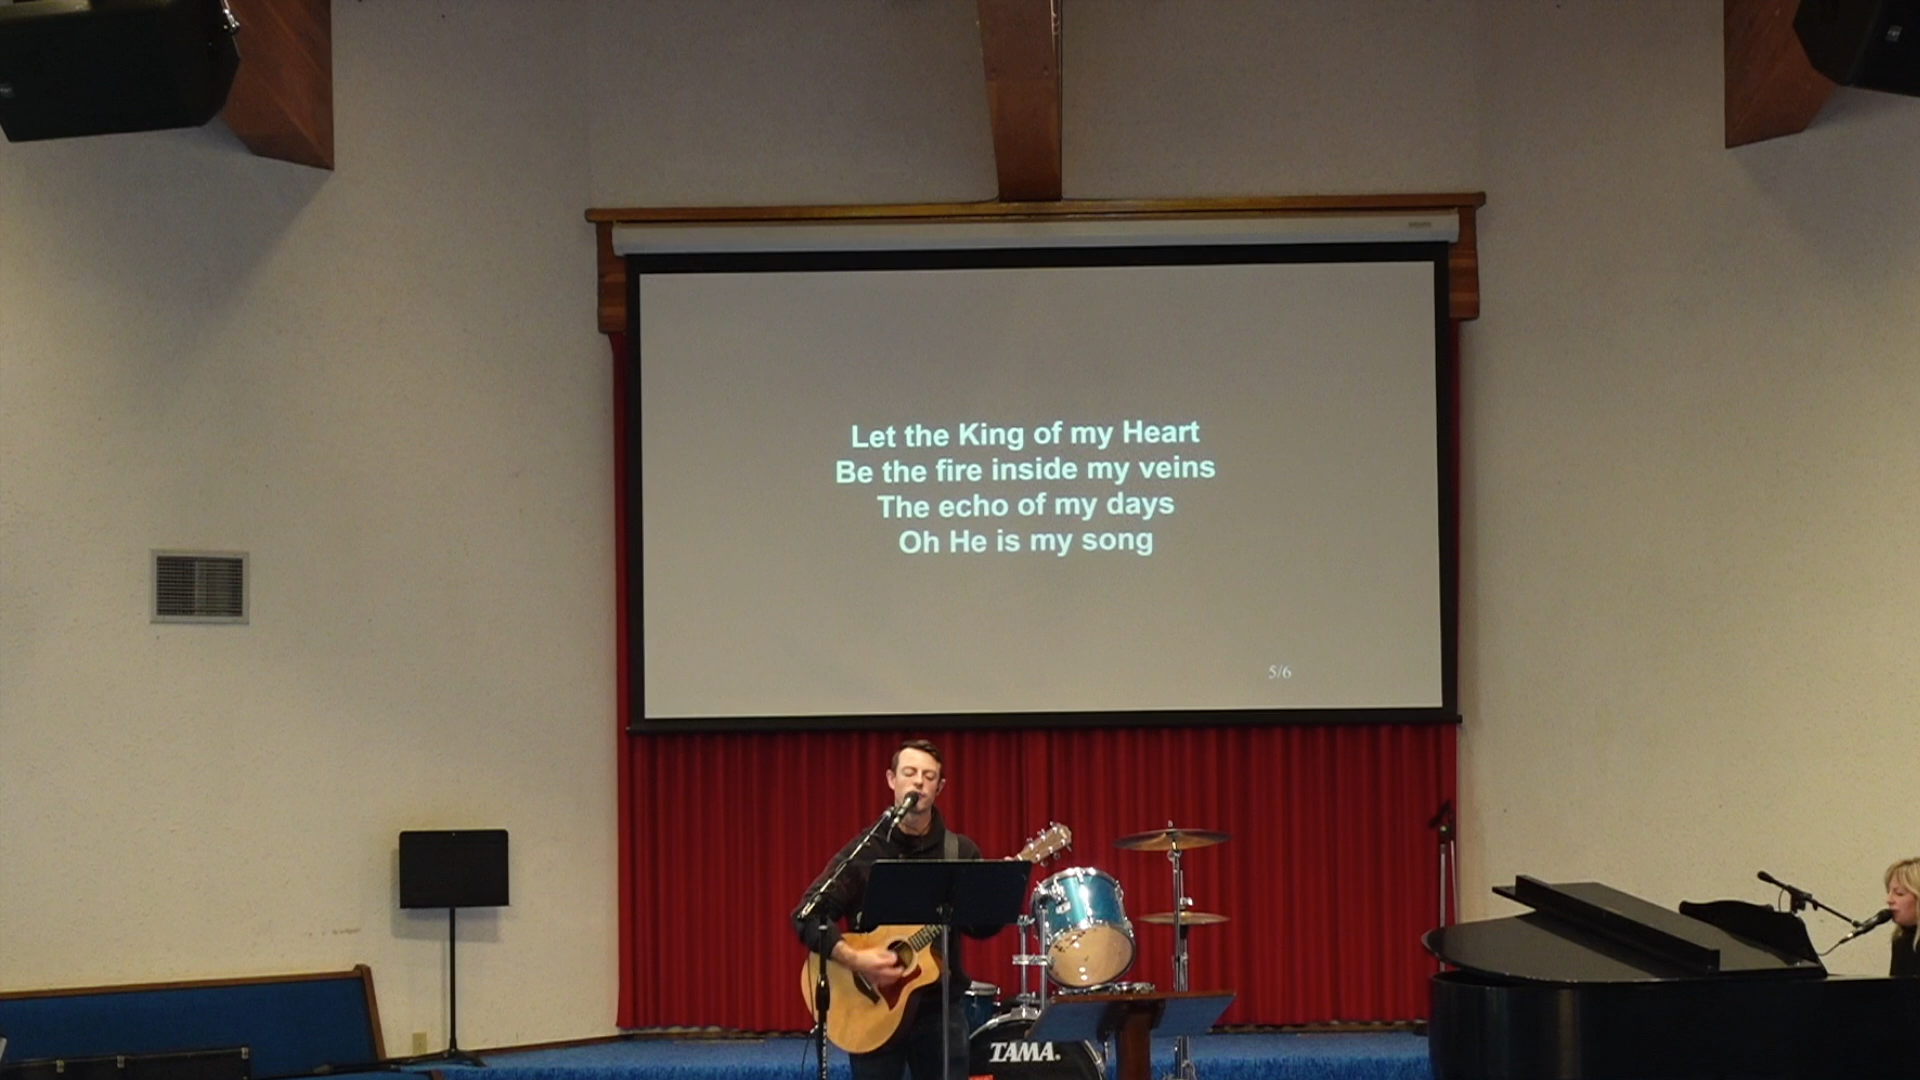 Let the King of my Heart
Be the fire inside my veins
The echo of my days
Oh He is my song
5/6
TAMA.